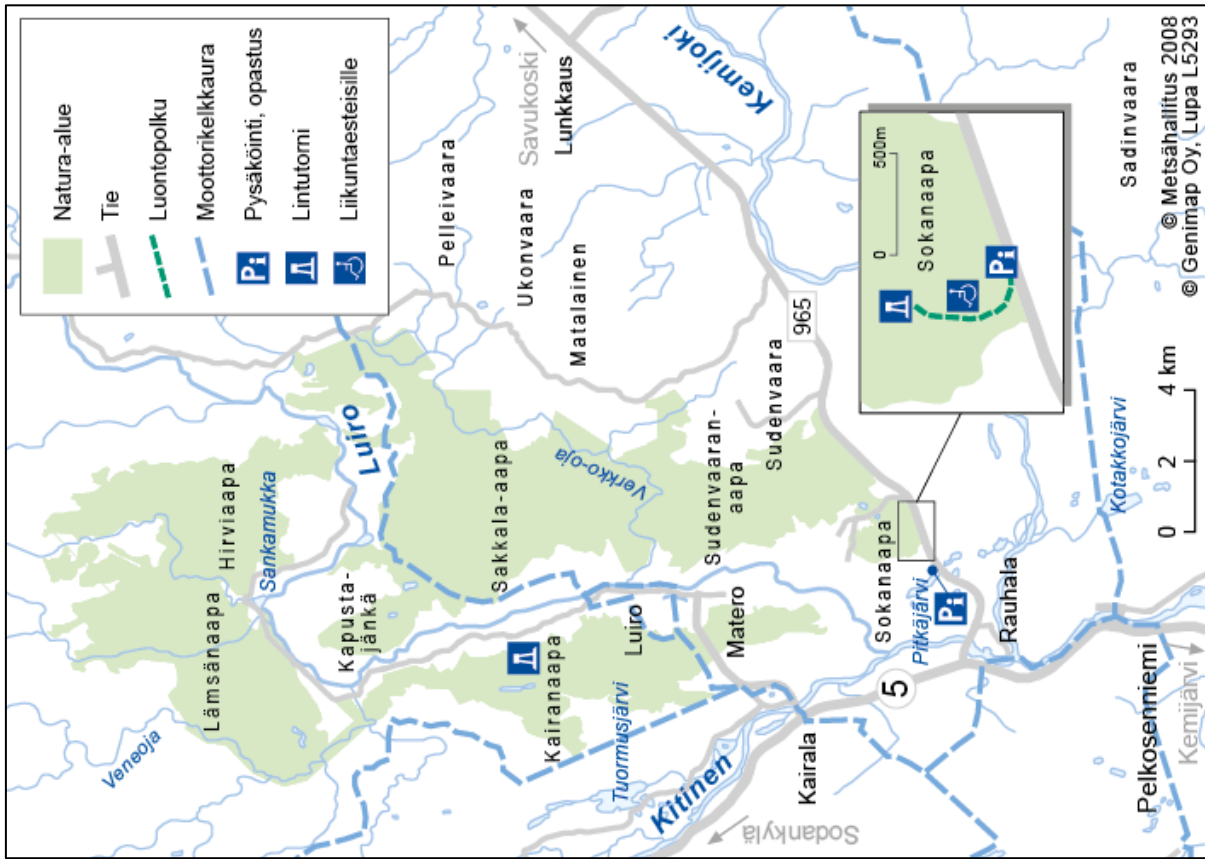 Natura-alue
Tie
Luontopolku
Moottorikelkkaura
Pi
Pysäköinti, opastus
Lintutorni
Liikuntaesteisille
Veneoja
Lämsänaapa
Hirviaapa
Sankamukka
Luiro
Kapusta-
jänkä
Sakkala-aapa
Verkko-oja
Kairanaapa
Tuormusjärvi
Luiro
Matero
Sudenvaaran-
aapa
Sudenvaara
Pelleivaara
Ukonvaara
Matalainen
Savukoski
Lunkkaus
Kemijoki
965
Sodankylä
Kitinen
Kairala
5
Sokanaapa
Pitkäjärvi
Pi
Rauhala
Pelkosenniemi
Kemijärvi
Kotakkojärvi
Sokanaapa
0 500m
Pi
0 2 4 km
Sadinvaara
© Metsähallitus 2008
© Genimap Oy, Lupa L5293